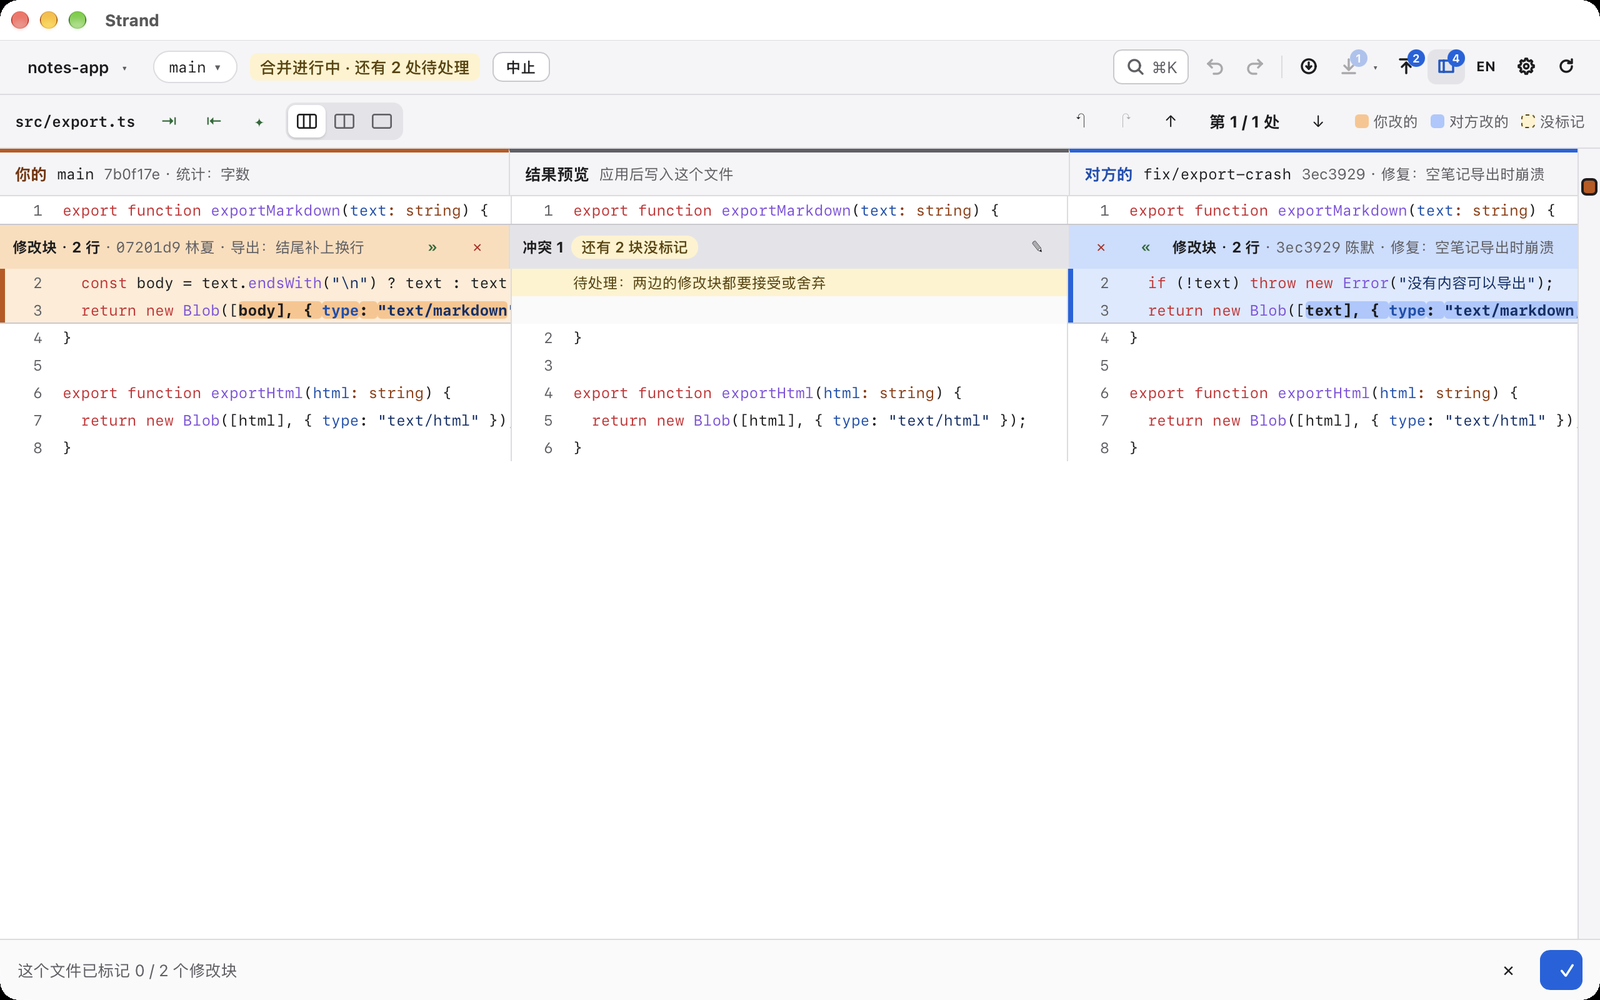 Strand
notes-app main 合并进行中 · 还有 2 处待处理 中止 ⌘K 1 2 4 EN
src/export.ts 第 1 / 1 处 你改的 对方改的 没标记
你的 main 7b0f17e · 统计：字数
1 export function exportMarkdown(text: string) {
修改块 · 2 行 · 07201d9 林夏 · 导出：结尾补上换行 » ×
2 const body = text.endsWith("\n") ? text : text
3 return new Blob([body], { type: "text/markdown"
4 }
5
6 export function exportHtml(html: string) {
7 return new Blob([html], { type: "text/html" })
8 }
结果预览 应用后写入这个文件
1 export function exportMarkdown(text: string) {
冲突 1 还有 2 块没标记
待处理：两边的修改块都要接受或舍弃
2 }
3
4 export function exportHtml(html: string) {
5 return new Blob([html], { type: "text/html" });
6 }
对方的 fix/export-crash 3ec3929 · 修复：空笔记导出时崩溃
1 export function exportMarkdown(text: string) {
× « 修改块 · 2 行 · 3ec3929 陈默 · 修复：空笔记导出时崩溃
2 if (!text) throw new Error("没有内容可以导出");
3 return new Blob([text], { type: "text/markdown
4 }
5
6 export function exportHtml(html: string) {
7 return new Blob([html], { type: "text/html" })
8 }
这个文件已标记 0 / 2 个修改块